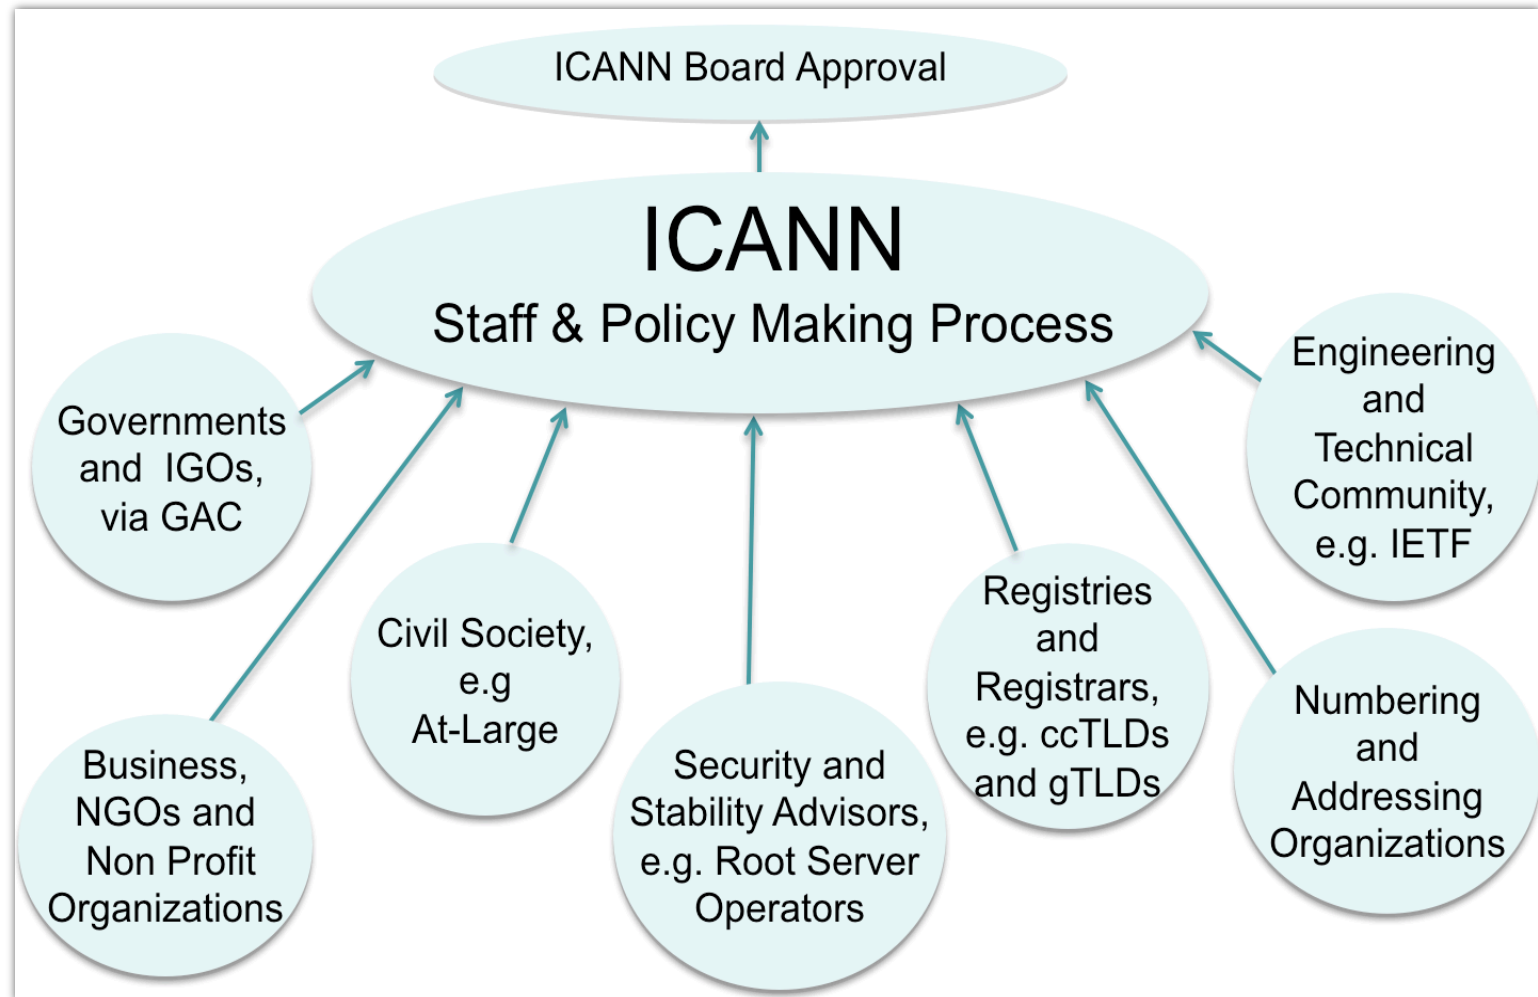 ICANN Board Approval
ICANN
Staff & Policy Making Process
Governments
and IGOs,
via GAC
Business,
NGOs and
Non Profit
Organizations
Civil Society,
e.g
At-Large
Security and
Stability Advisors,
e.g. Root Server
Operators
Registries
and
Registrars,
e.g. ccTLDs
and gTLDs
Numbering
and
Addressing
Organizations
Engineering
and
Technical
Community,
e.g. IETF